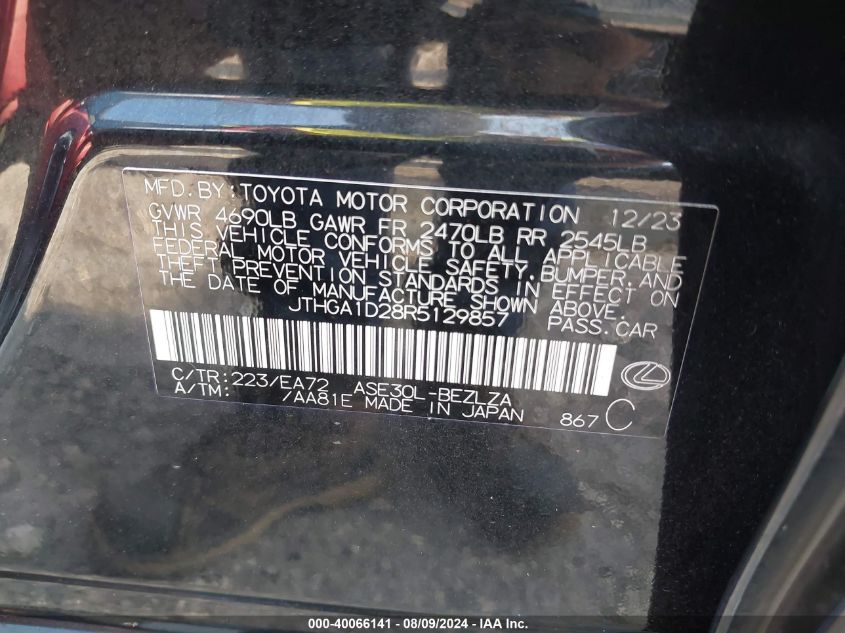 MFD. BY: TOYOTA MOTOR CORPORATION 12/23
GVWR 4690LB GAWR FR 2470LB RR 2545LB
THIS VEHICLE CONFORMS TO ALL APPLICABLE
FEDERAL MOTOR VEHICLE SAFETY, BUMPER, AND
THEFT PREVENTION STANDARDS IN EFFECT ON
THE DATE OF MANUFACTURE SHOWN ABOVE.
JTHGA1D28R5129857 PASS. CAR
C/TR:223/EA72 ASE30L-BEZLZA
A/TM: /AA81E MADE IN JAPAN 867 C
000-40066141 - 08/09/2024 - IAA Inc.